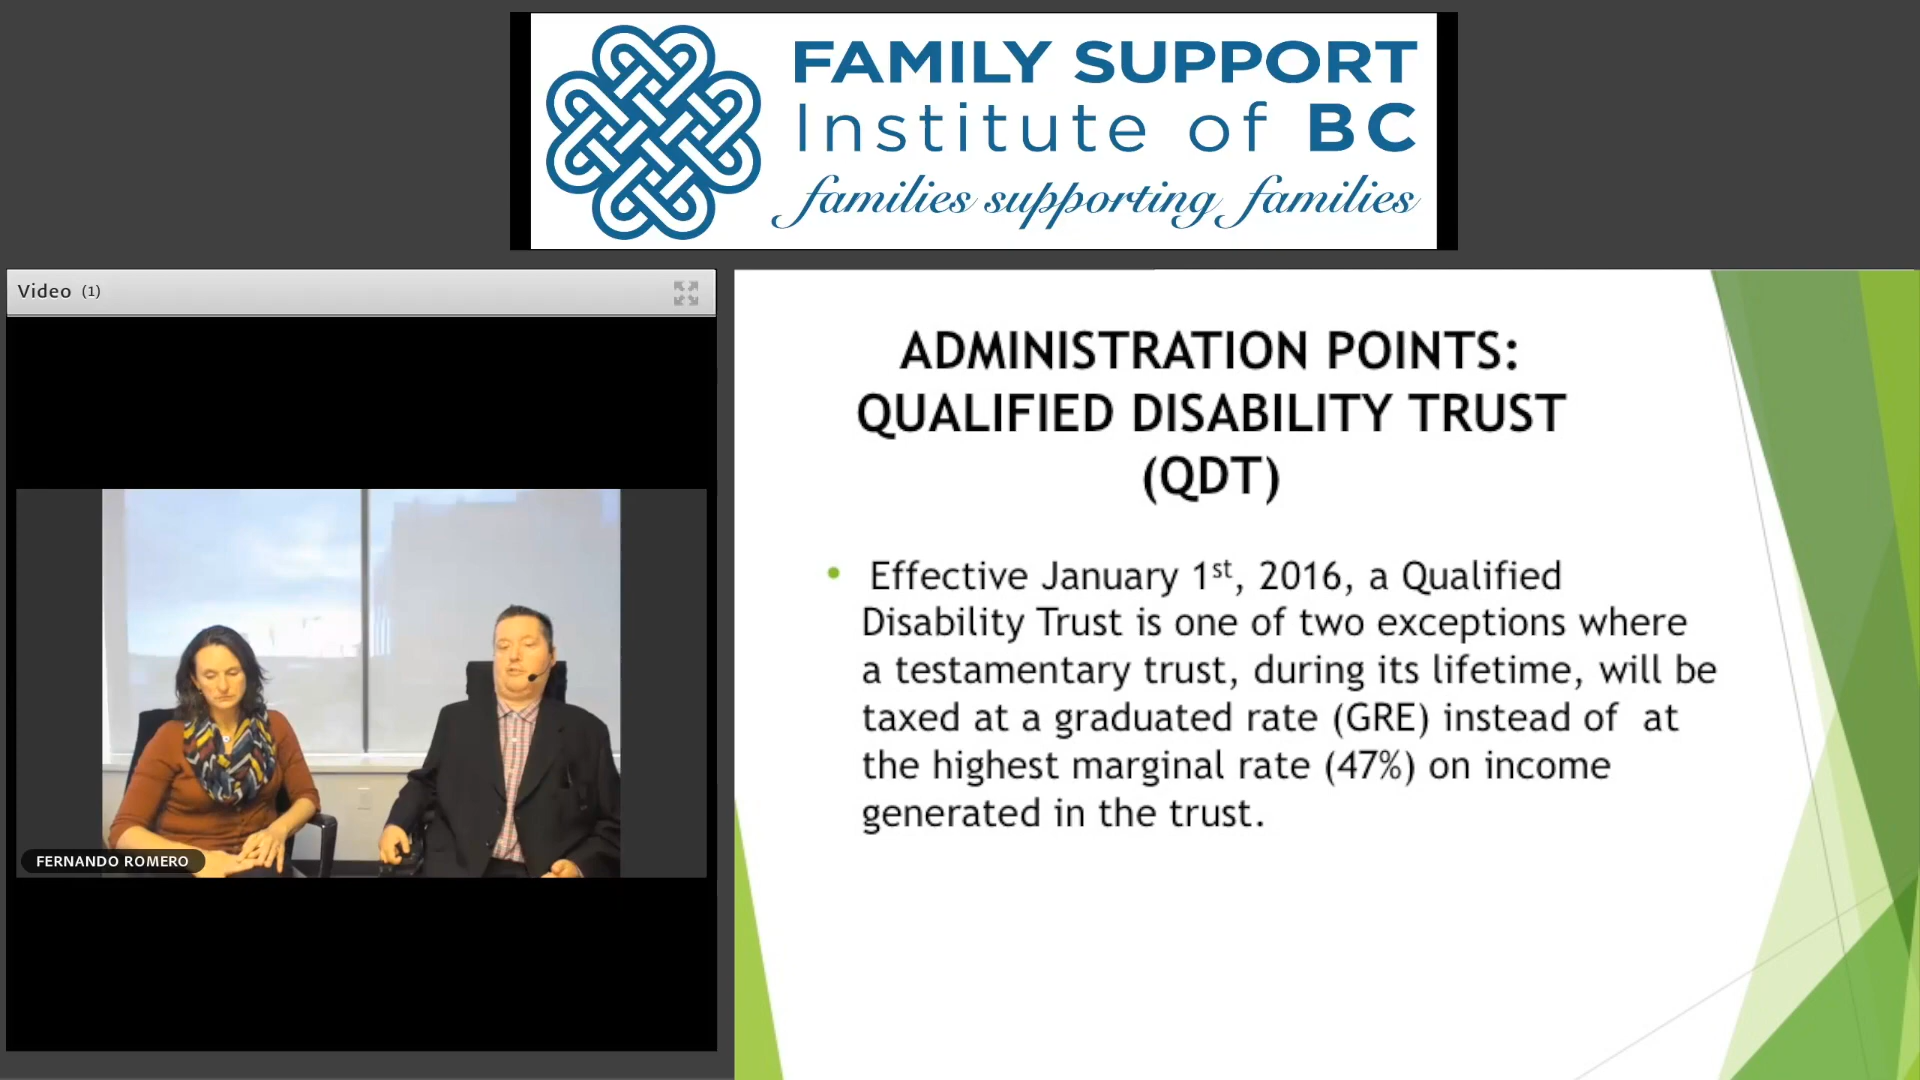 FAMILY SUPPORT
Institute of BC
families supporting families
Video (1)
FERNANDO ROMERO
ADMINISTRATION POINTS:
QUALIFIED DISABILITY TRUST
(QDT)
• Effective January 1st, 2016, a Qualified
Disability Trust is one of two exceptions where
a testamentary trust, during its lifetime, will be
taxed at a graduated rate (GRE) instead of at
the highest marginal rate (47%) on income
generated in the trust.